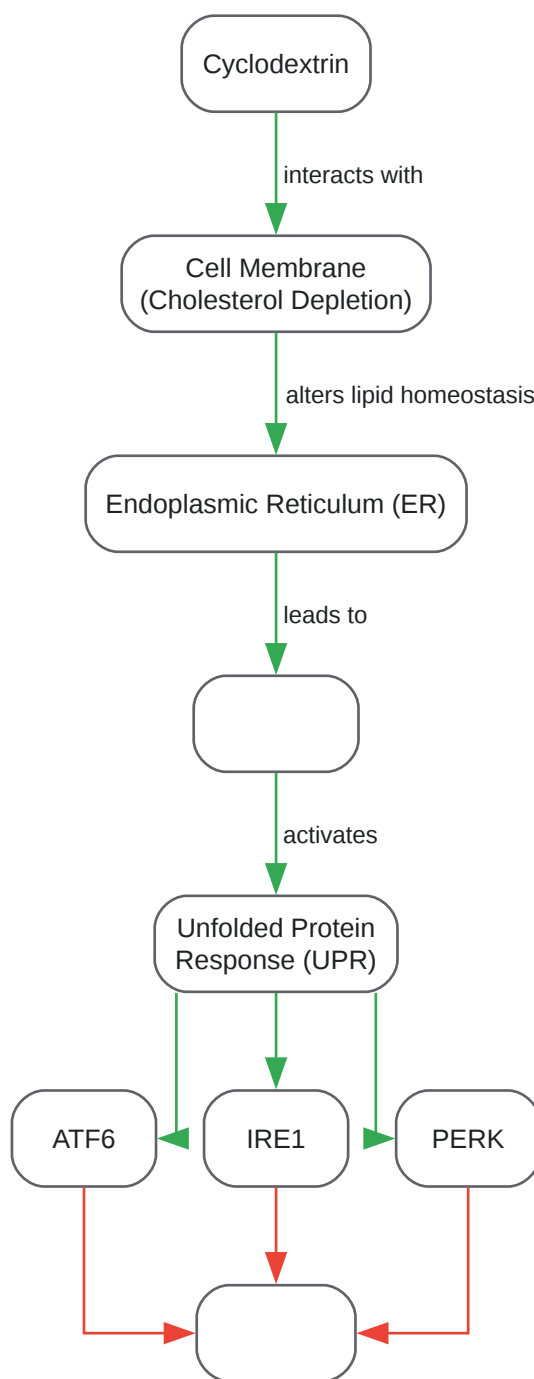 Cyclodextrin
interacts with
Cell Membrane
(Cholesterol Depletion)
alters lipid homeostasis
Endoplasmic Reticulum (ER)
leads to
activates
Unfolded Protein
Response (UPR)
ATF6
IRE1
PERK